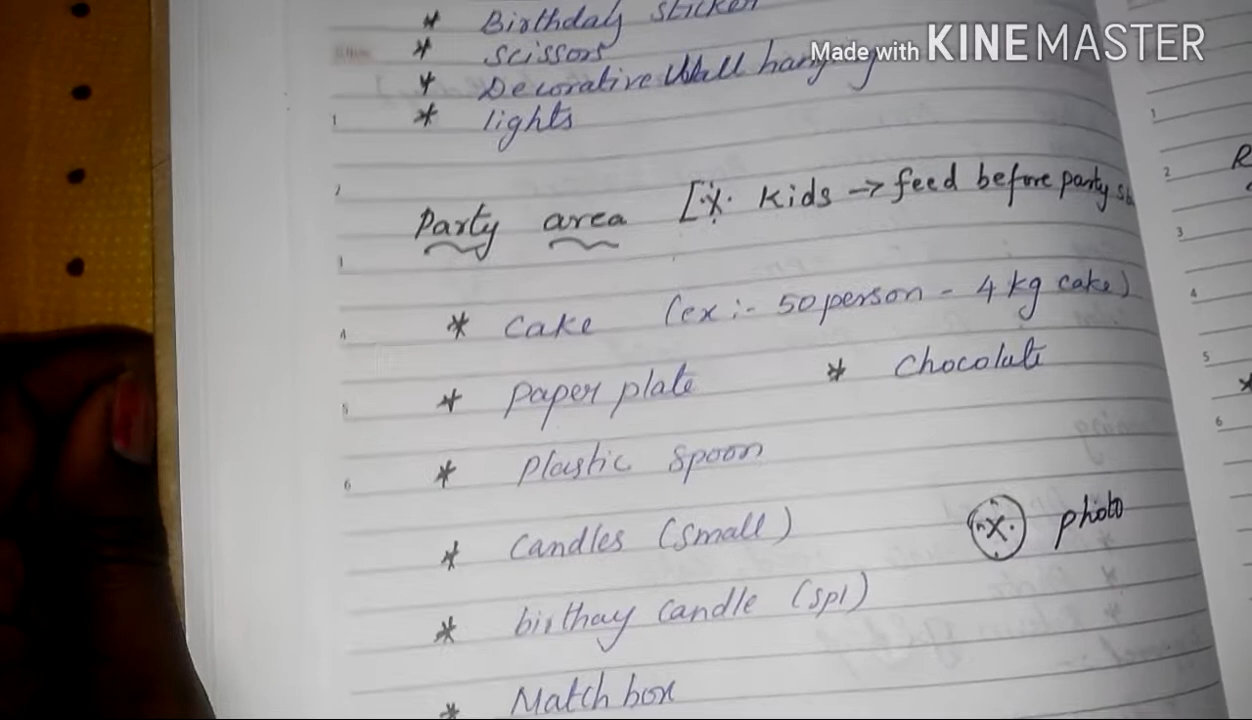 * Birthday sticker
* scissors
Made with KINEMASTER
* Decorative Wall hanging
* lights
Party area [※ kids → feed before party
* cake (ex :- 50 person - 4 kg cake)
* paper plate * chocolate
* plastic spoon
* candles (small) ※ photo
* birthay candle (spl)
* Match box